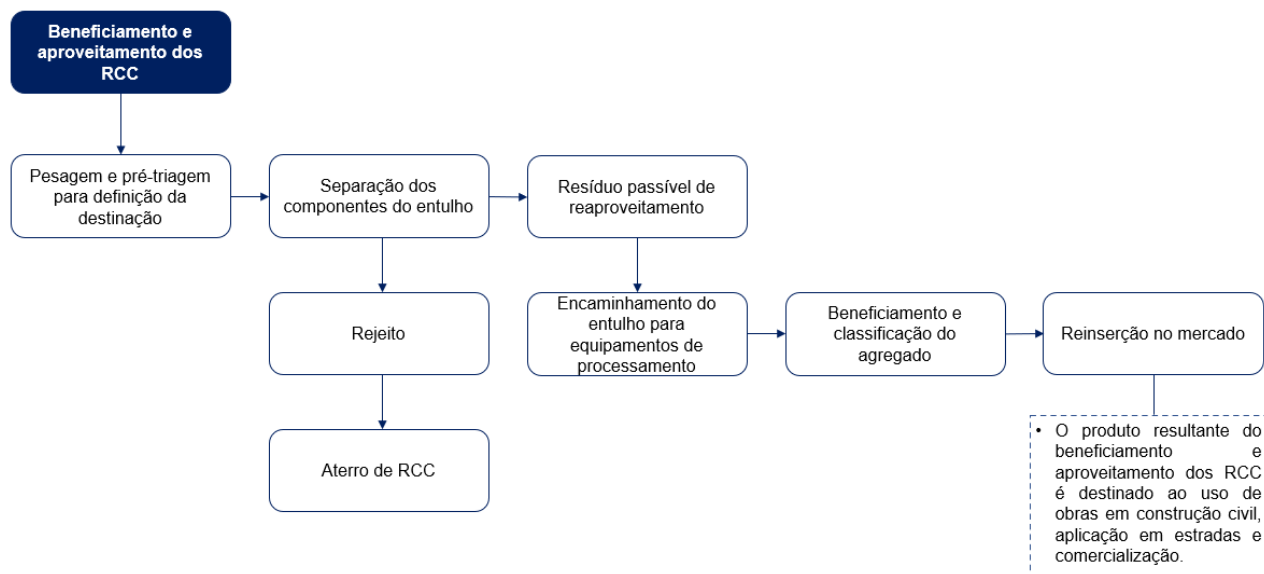 Beneficiamento e
aproveitamento dos
RCC
Pesagem e pré-triagem
para definição da
destinação
Separação dos
componentes do entulho
Resíduo passível de
reaproveitamento
Rejeito
Encaminhamento do
entulho para
equipamentos de
processamento
Beneficiamento e
classificação do
agregado
Reinserção no mercado
Aterro de RCC
• O produto resultante do
beneficiamento e
aproveitamento dos RCC
é destinado ao uso de
obras em construção civil,
aplicação em estradas e
comercialização.